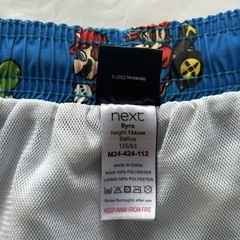 © 2022 Nintendo
next
9yrs
height 134cm
9años
135/63
M24-424-112
MADE IN CHINA
MAIN 100% POLYESTER
LINING 100% POLYESTER
Rinse thoroughly after use
KEEP AWAY FROM FIRE